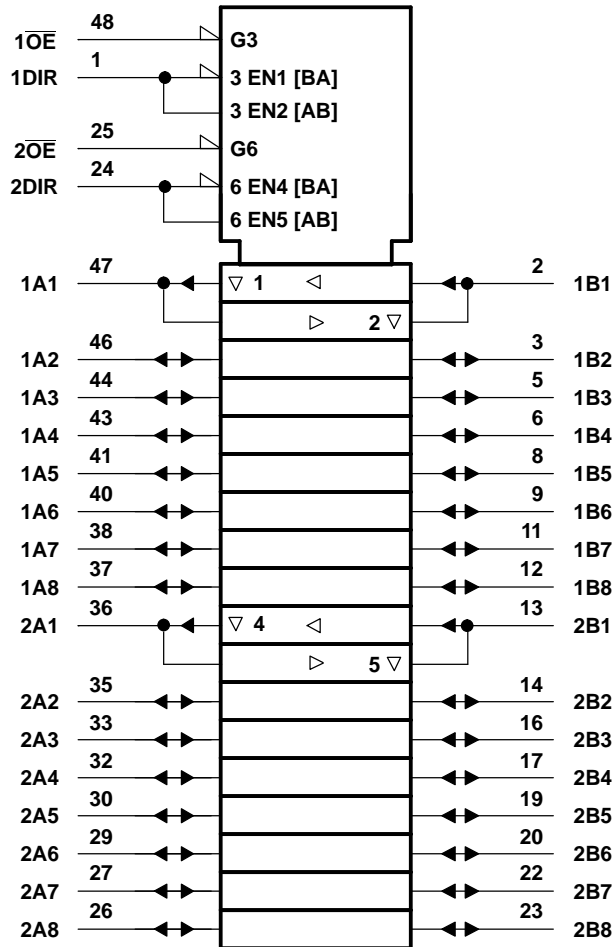 48
1O̅E̅ G3
1
1DIR 3 EN1 [BA]
3 EN2 [AB]
25
2O̅E̅ G6
24
2DIR 6 EN4 [BA]
6 EN5 [AB]
47 2
1A1 ▽ 1 ◁ 1B1
▷ 2 ▽
46 3
1A2 1B2
44 5
1A3 1B3
43 6
1A4 1B4
41 8
1A5 1B5
40 9
1A6 1B6
38 11
1A7 1B7
37 12
1A8 1B8
36 13
2A1 ▽ 4 ◁ 2B1
▷ 5 ▽
35 14
2A2 2B2
33 16
2A3 2B3
32 17
2A4 2B4
30 19
2A5 2B5
29 20
2A6 2B6
27 22
2A7 2B7
26 23
2A8 2B8